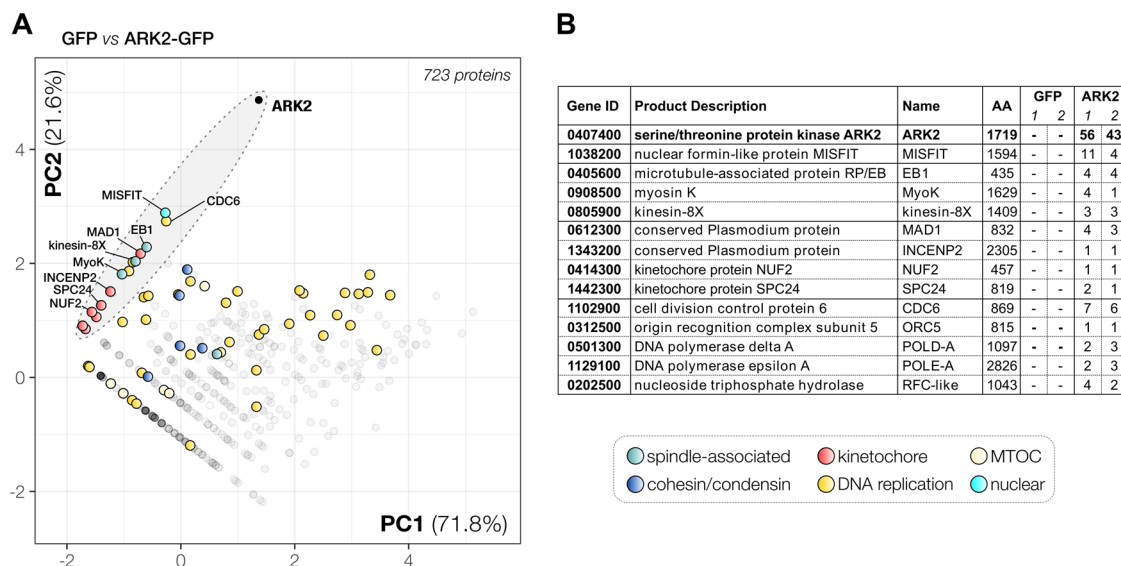 A
GFP vs ARK2-GFP
723 proteins
PC2 (21.6%)
ARK2
4
MISFIT
CDC6
MAD1
EB1
kinesin-8X
MyoK
2
INCENP2
SPC24
NUF2
0
-2
PC1 (71.8%)
-2 0 2 4
B
Gene ID Product Description Name AA GFP ARK2
1 2 1 2
0407400 serine/threonine protein kinase ARK2 ARK2 1719 - - 56 43
1038200 nuclear formin-like protein MISFIT MISFIT 1594 - - 11 4
0405600 microtubule-associated protein RP/EB EB1 435 - - 4 4
0908500 myosin K MyoK 1629 - - 4 1
0805900 kinesin-8X kinesin-8X 1409 - - 3 3
0612300 conserved Plasmodium protein MAD1 832 - - 4 3
1343200 conserved Plasmodium protein INCENP2 2305 - - 1 1
0414300 kinetochore protein NUF2 NUF2 457 - - 1 1
1442300 kinetochore protein SPC24 SPC24 819 - - 2 1
1102900 cell division control protein 6 CDC6 869 - - 7 6
0312500 origin recognition complex subunit 5 ORC5 815 - - 1 1
0501300 DNA polymerase delta A POLD-A 1097 - - 2 3
1129100 DNA polymerase epsilon A POLE-A 2826 - - 2 3
0202500 nucleoside triphosphate hydrolase RFC-like 1043 - - 4 2
spindle-associated kinetochore MTOC
cohesin/condensin DNA replication nuclear